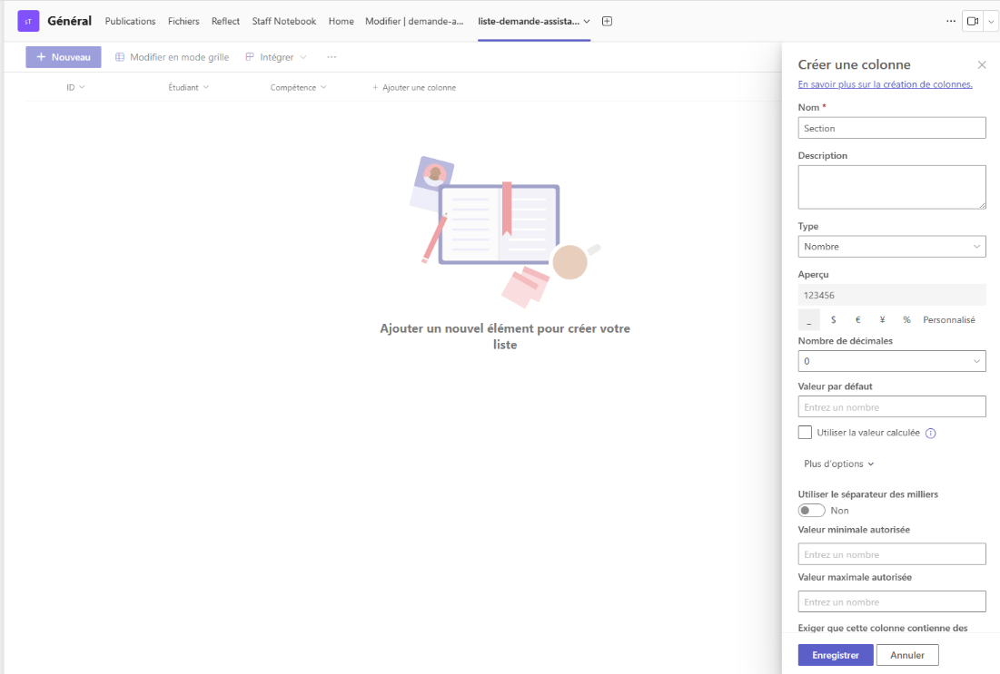 sT Général Publications Fichiers Reflect Staff Notebook Home Modifier | demande-a... liste-demande-assista...
+ Nouveau Modifier en mode grille Intégrer ...
ID Étudiant Compétence + Ajouter une colonne
Ajouter un nouvel élément pour créer votre
liste
Créer une colonne
En savoir plus sur la création de colonnes.
Nom *
Section
Description
Type
Nombre
Aperçu
123456
_ $ € ¥ % Personnalisé
Nombre de décimales
0
Valeur par défaut
Entrez un nombre
Utiliser la valeur calculée
Plus d'options
Utiliser le séparateur des milliers
Non
Valeur minimale autorisée
Entrez un nombre
Valeur maximale autorisée
Entrez un nombre
Exiger que cette colonne contienne des
Enregistrer Annuler